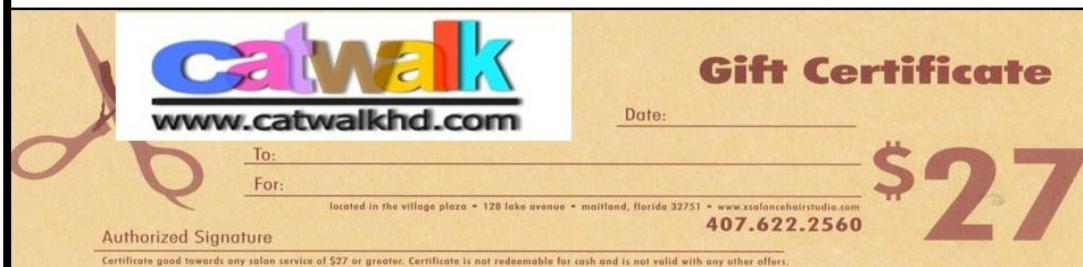 catwalk
www.catwalkhd.com
Gift Certificate
Date:
To:
For:
$27
located in the village plaza • 128 lake avenue • maitland, florida 32751 • www.xsaloncehairstudio.com
407.622.2560
Authorized Signature
Certificate good towards any salon service of $27 or greater. Certificate is not redeemable for cash and is not valid with any other offers.